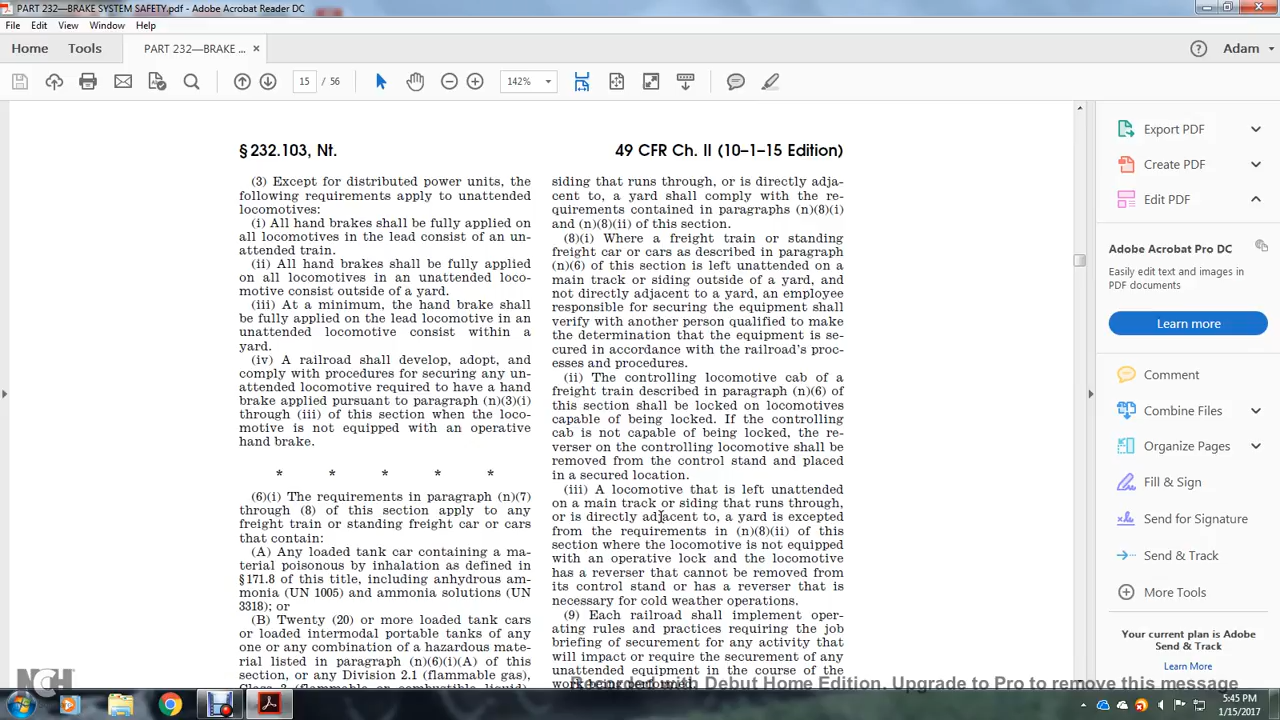 PART 232—BRAKE SYSTEM SAFETY.pdf - Adobe Acrobat Reader DC
File Edit View Window Help
Home Tools PART 232—BRAKE ... × Adam
15 / 56 142%
§ 232.103, Nt.
49 CFR Ch. II (10–1–15 Edition)
(3) Except for distributed power units, the
following requirements apply to unattended
locomotives:
(i) All hand brakes shall be fully applied on
all locomotives in the lead consist of an un-
attended train.
(ii) All hand brakes shall be fully applied
on all locomotives in an unattended loco-
motive consist outside of a yard.
(iii) At a minimum, the hand brake shall
be fully applied on the lead locomotive in an
unattended locomotive consist within a
yard.
(iv) A railroad shall develop, adopt, and
comply with procedures for securing any un-
attended locomotive required to have a hand
brake applied pursuant to paragraph (n)(3)(i)
through (iii) of this section when the loco-
motive is not equipped with an operative
hand brake.
* * * * *
(6)(i) The requirements in paragraph (n)(7)
through (8) of this section apply to any
freight train or standing freight car or cars
that contain:
(A) Any loaded tank car containing a ma-
terial poisonous by inhalation as defined in
§171.8 of this title, including anhydrous am-
monia (UN 1005) and ammonia solutions (UN
3318); or
(B) Twenty (20) or more loaded tank cars
or loaded intermodal portable tanks of any
one or any combination of a hazardous mate-
rial listed in paragraph (n)(6)(i)(A) of this
section, or any Division 2.1 (flammable gas),
siding that runs through, or is directly adja-
cent to, a yard shall comply with the re-
quirements contained in paragraphs (n)(8)(i)
and (n)(8)(ii) of this section.
(8)(i) Where a freight train or standing
freight car or cars as described in paragraph
(n)(6) of this section is left unattended on a
main track or siding outside of a yard, and
not directly adjacent to a yard, an employee
responsible for securing the equipment shall
verify with another person qualified to make
the determination that the equipment is se-
cured in accordance with the railroad's proc-
esses and procedures.
(ii) The controlling locomotive cab of a
freight train described in paragraph (n)(6) of
this section shall be locked on locomotives
capable of being locked. If the controlling
cab is not capable of being locked, the re-
verser on the controlling locomotive shall be
removed from the control stand and placed
in a secured location.
(iii) A locomotive that is left unattended
on a main track or siding that runs through,
or is directly adjacent to, a yard is excepted
from the requirements in (n)(8)(ii) of this
section where the locomotive is not equipped
with an operative lock and the locomotive
has a reverser that cannot be removed from
its control stand or has a reverser that is
necessary for cold weather operations.
(9) Each railroad shall implement oper-
ating rules and practices requiring the job
briefing of securement for any activity that
will impact or require the securement of any
unattended equipment in the course of the
Export PDF
Create PDF
Edit PDF
Adobe Acrobat Pro DC
Easily edit text and images in
PDF documents
Learn more
Comment
Combine Files
Organize Pages
Fill & Sign
Send for Signature
Send & Track
More Tools
Your current plan is Adobe
Send & Track
Learn More
NCH
Recorded with Debut Home Edition. Upgrade to Pro to remove this message
5:45 PM
1/15/2017